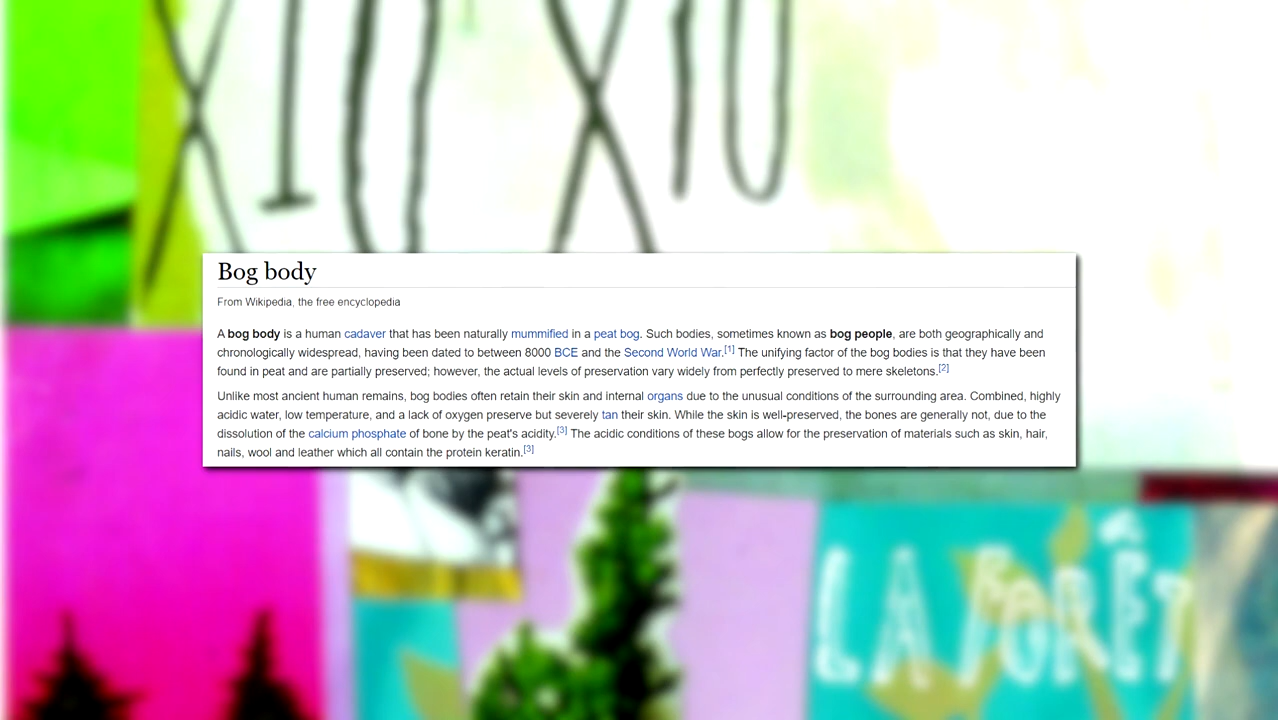 XIU XIU
Bog body
From Wikipedia, the free encyclopedia
A bog body is a human cadaver that has been naturally mummified in a peat bog. Such bodies, sometimes known as bog people, are both geographically and
chronologically widespread, having been dated to between 8000 BCE and the Second World War.[1] The unifying factor of the bog bodies is that they have been
found in peat and are partially preserved; however, the actual levels of preservation vary widely from perfectly preserved to mere skeletons.[2]
Unlike most ancient human remains, bog bodies often retain their skin and internal organs due to the unusual conditions of the surrounding area. Combined, highly
acidic water, low temperature, and a lack of oxygen preserve but severely tan their skin. While the skin is well-preserved, the bones are generally not, due to the
dissolution of the calcium phosphate of bone by the peat's acidity.[3] The acidic conditions of these bogs allow for the preservation of materials such as skin, hair,
nails, wool and leather which all contain the protein keratin.[3]
LA FORÊT